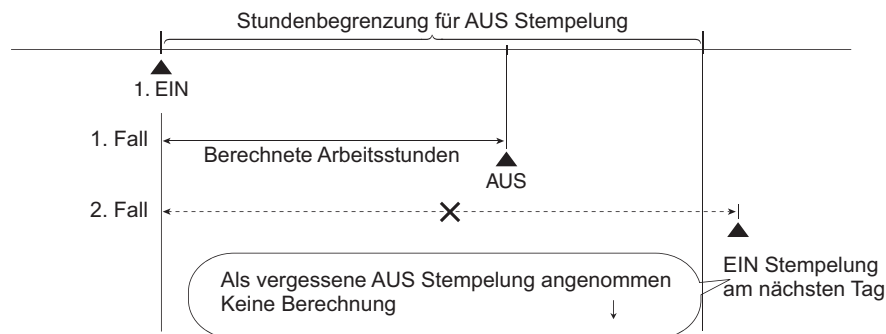 Stundenbegrenzung für AUS Stempelung
1. EIN
1. Fall
Berechnete Arbeitsstunden
AUS
2. Fall
Als vergessene AUS Stempelung angenommen
Keine Berechnung
EIN Stempelung
am nächsten Tag